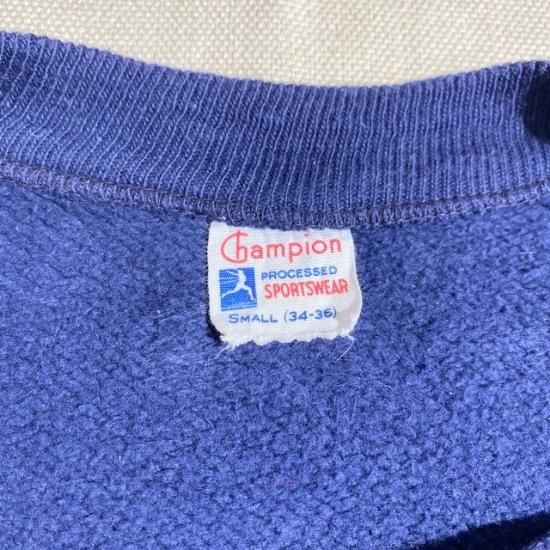 Champion
PROCESSED
SPORTSWEAR
SMALL (34-36)